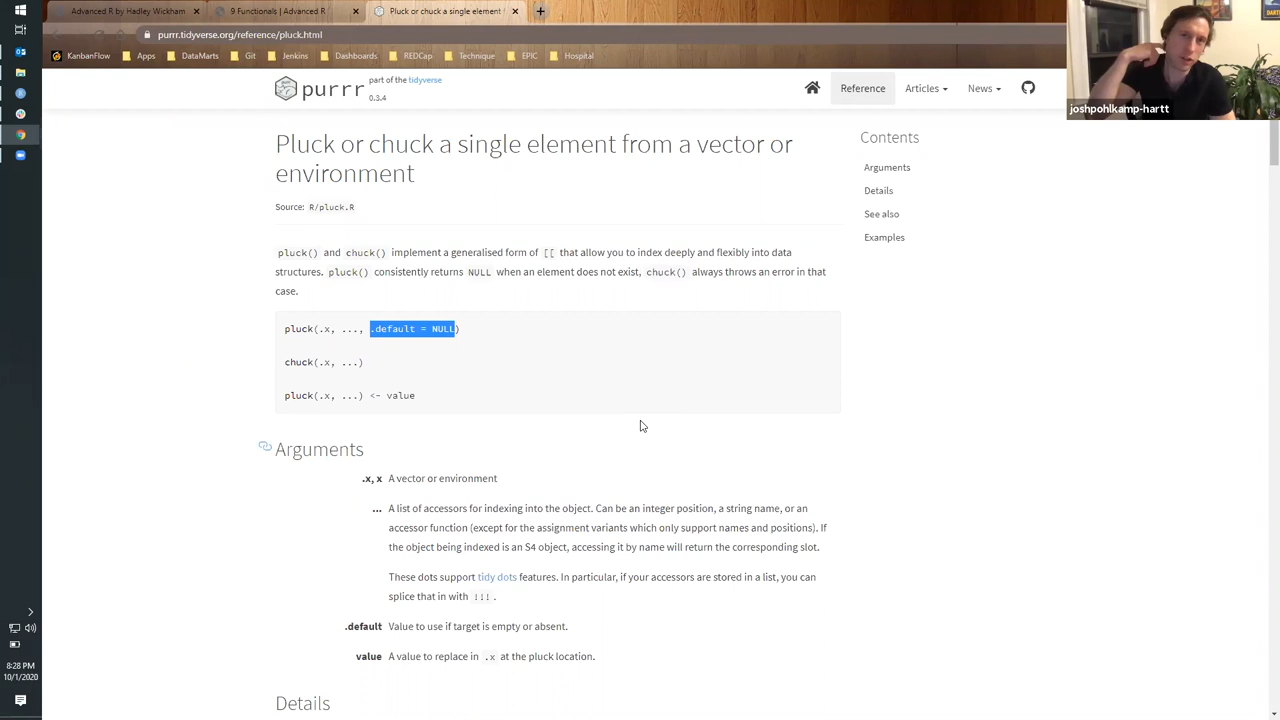 Advanced R by Hadley Wickham
9 Functionals | Advanced R
Pluck or chuck a single element
purrr.tidyverse.org/reference/pluck.html
KanbanFlow Apps DataMarts Git Jenkins Dashboards REDCap Technique EPIC Hospital
purrr part of the tidyverse
0.3.4
Reference Articles News
joshpohlkamp-hartt
Pluck or chuck a single element from a vector or
environment
Source: R/pluck.R
pluck() and chuck() implement a generalised form of [[ that allow you to index deeply and flexibly into data
structures. pluck() consistently returns NULL when an element does not exist, chuck() always throws an error in that
case.
pluck(.x, ..., .default = NULL)
chuck(.x, ...)
pluck(.x, ...) <- value
Arguments
.x, x A vector or environment
... A list of accessors for indexing into the object. Can be an integer position, a string name, or an
accessor function (except for the assignment variants which only support names and positions). If
the object being indexed is an S4 object, accessing it by name will return the corresponding slot.
These dots support tidy dots features. In particular, if your accessors are stored in a list, you can
splice that in with !!!.
.default Value to use if target is empty or absent.
value A value to replace in .x at the pluck location.
Details
Contents
Arguments
Details
See also
Examples
8:28 PM
10/1/2020